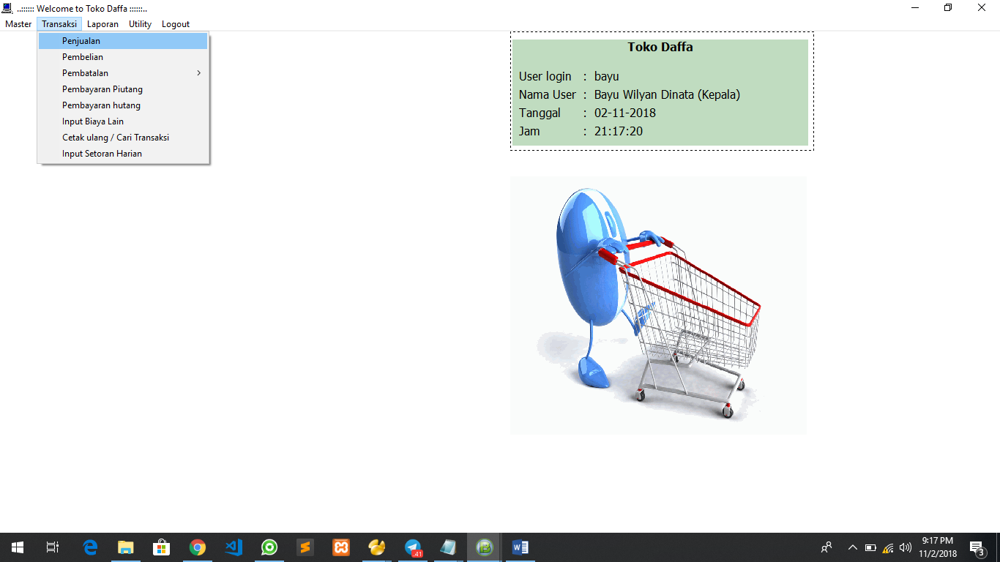 ..:::::: Welcome to Toko Daffa ::::::..
Master Transaksi Laporan Utility Logout
Penjualan
Pembelian
Pembatalan
Pembayaran Piutang
Pembayaran hutang
Input Biaya Lain
Cetak ulang / Cari Transaksi
Input Setoran Harian
Toko Daffa
User login : bayu
Nama User : Bayu Wilyan Dinata (Kepala)
Tanggal : 02-11-2018
Jam : 21:17:20
41
9:17 PM
11/2/2018
3